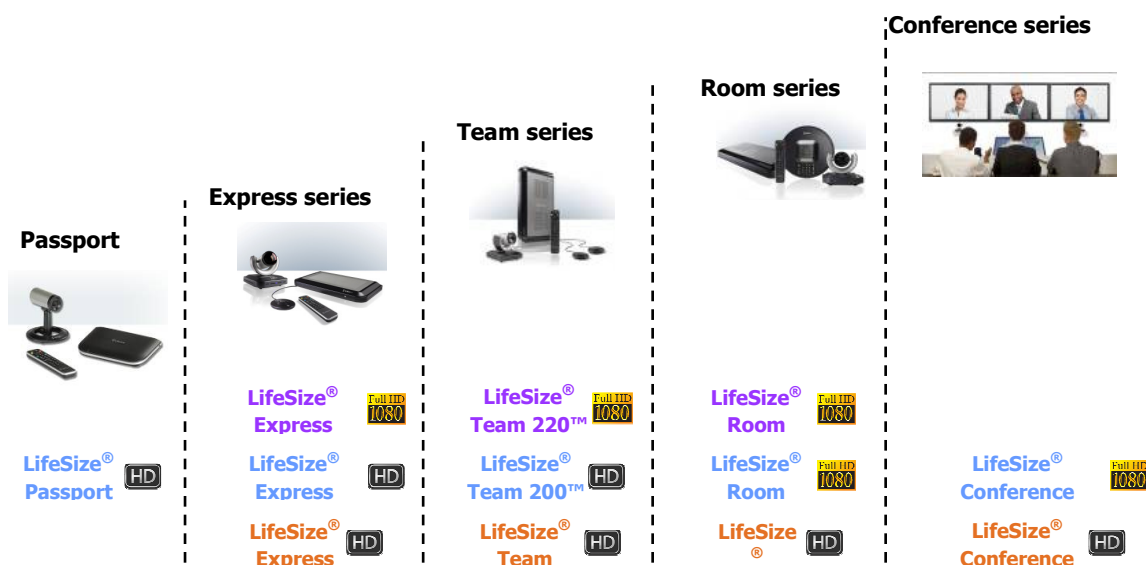 Conference series
Room series
Team series
Express series
Passport
LifeSize®
Express
Full HD
1080
LifeSize®
Team 220™
Full HD
1080
LifeSize®
Room
Full HD
1080
LifeSize®
Passport
HD
LifeSize®
Express
HD
LifeSize®
Team 200™
HD
LifeSize®
Room
Full HD
1080
LifeSize®
Conference
Full HD
1080
LifeSize®
Express
HD
LifeSize®
Team
HD
LifeSize
®
HD
LifeSize®
Conference
HD